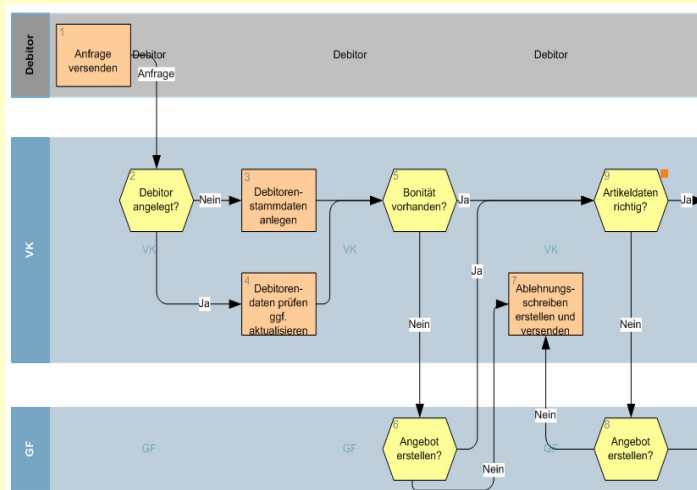 Debitor
1
Anfrage
versenden
Debitor
Debitor
Debitor
Anfrage
VK
2
Debitor
angelegt?
Nein
3
Debitoren-
stammdaten
anlegen
5
Bonität
vorhanden?
Ja
9
Artikeldaten
richtig?
Ja
VK
VK
VK
Ja
4
Debitoren-
daten prüfen
ggf.
aktualisieren
Ja
7
Ablehnungs-
schreiben
erstellen und
versenden
Nein
Nein
GF
GF
GF
GF
6
Angebot
erstellen?
Nein
Nein
8
Angebot
erstellen?